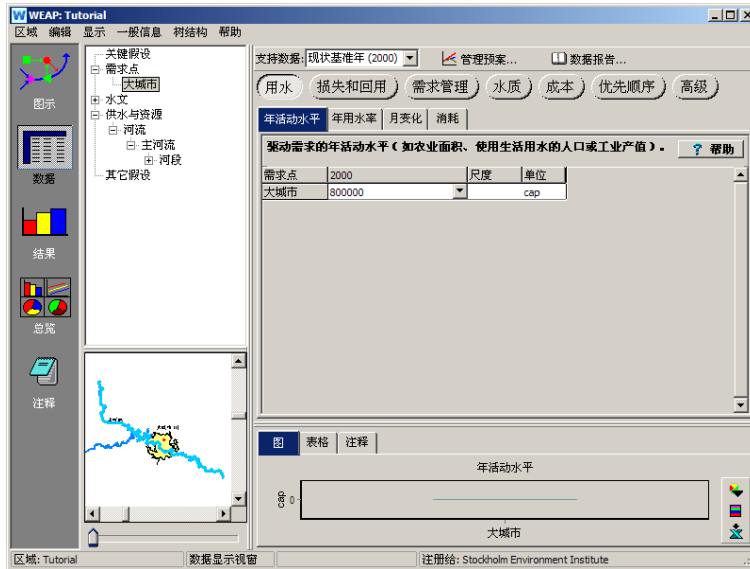 WEAP: Tutorial
区域 编辑 显示 一般信息 树结构 帮助
图示
数据
结果
总览
注释
关键假设
需求点
大城市
水文
供水与资源
河流
主河流
河段
其它假设
支持数据: 现状基准年 (2000) 管理预案... 数据报告...
用水 损失和回用 需求管理 水质 成本 优先顺序 高级
年活动水平 年用水率 月变化 消耗
驱动需求的年活动水平 ( 如农业面积、使用生活用水的人口或工业产值 ) . ? 帮助
需求点 2000 尺度 单位
大城市 800000 cap
图 表格 注释
年活动水平
cap
0
大城市
区域: Tutorial 数据显示视窗 注册给: Stockholm Environment Institute